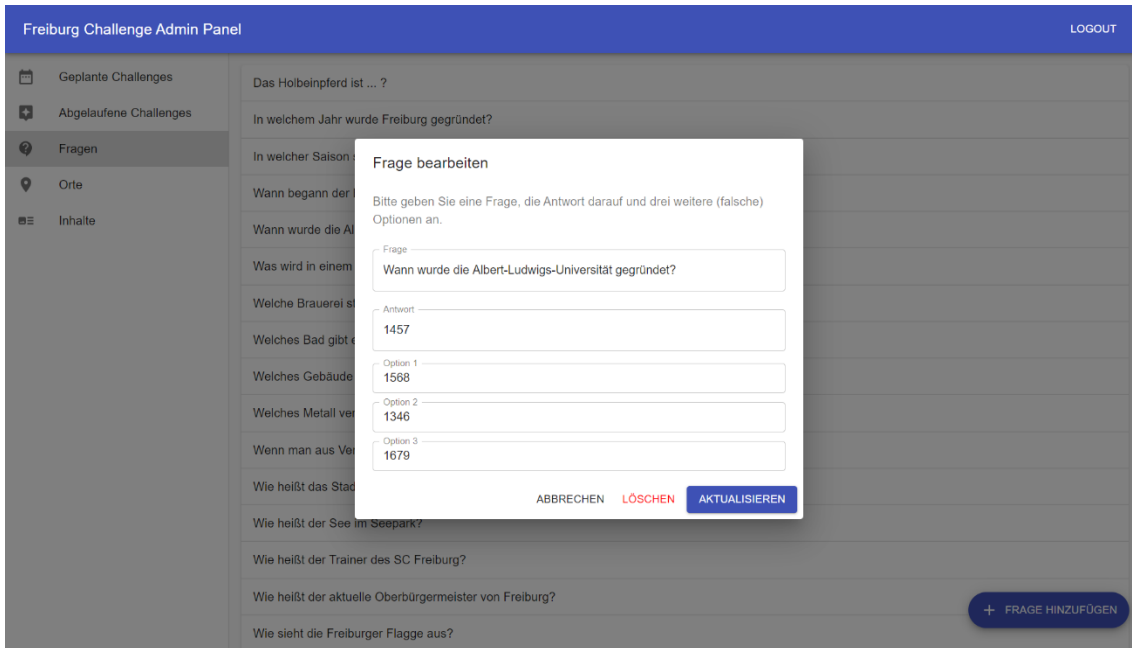 Freiburg Challenge Admin Panel
LOGOUT
Geplante Challenges
Abgelaufene Challenges
Fragen
Orte
Inhalte
Das Holbeinpferd ist ... ?
In welchem Jahr wurde Freiburg gegründet?
In welcher Saison
Wann begann der
Wann wurde die
Was wird in einem
Welche Brauerei
Welches Bad gibt
Welches Gebäude
Welches Metall
Wenn man aus
Wie heißt das
Wie heißt der See im Seepark?
Wie heißt der Trainer des SC Freiburg?
Wie heißt der aktuelle Oberbürgermeister von Freiburg?
Wie sieht die Freiburger Flagge aus?
Frage bearbeiten
Bitte geben Sie eine Frage, die Antwort darauf und drei weitere (falsche)
Optionen an.
Frage
Wann wurde die Albert-Ludwigs-Universität gegründet?
Antwort
1457
Option 1
1568
Option 2
1346
Option 3
1679
ABBRECHEN LÖSCHEN AKTUALISIEREN
+ FRAGE HINZUFÜGEN